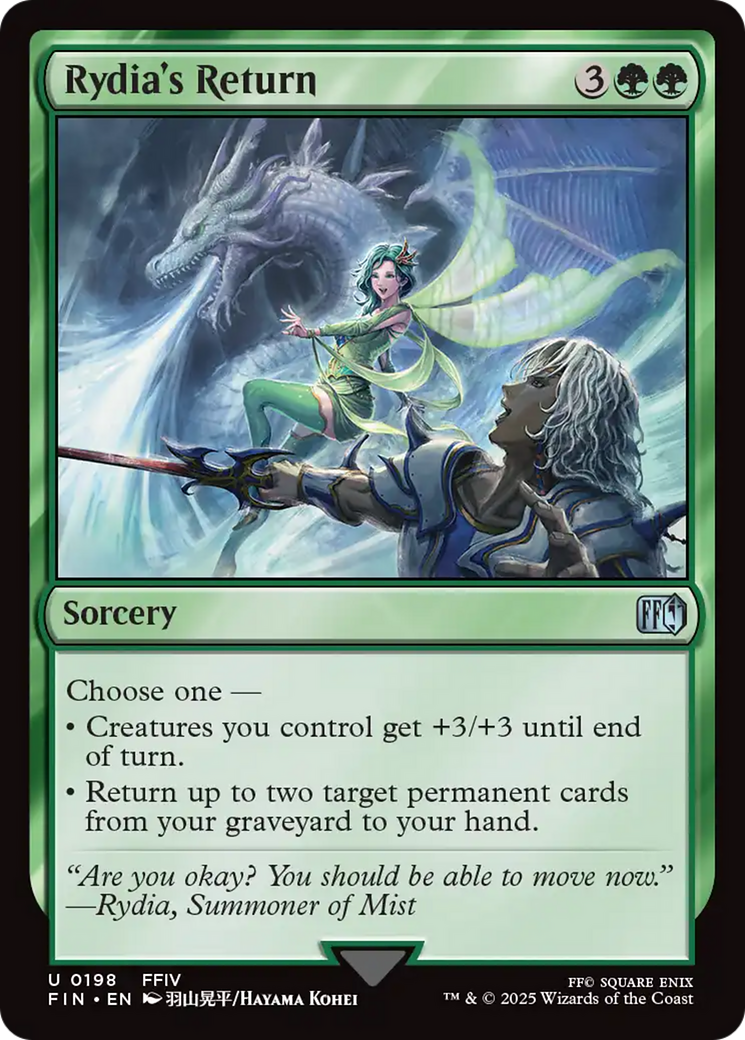 Rydia's Return 3
Sorcery FF
Choose one —
• Creatures you control get +3/+3 until end
of turn.
• Return up to two target permanent cards
from your graveyard to your hand.
“Are you okay? You should be able to move now.”
—Rydia, Summoner of Mist
U 0198 FFIV FF© SQUARE ENIX
FIN • EN 羽山晃平/Hayama Kohei ™ & © 2025 Wizards of the Coast